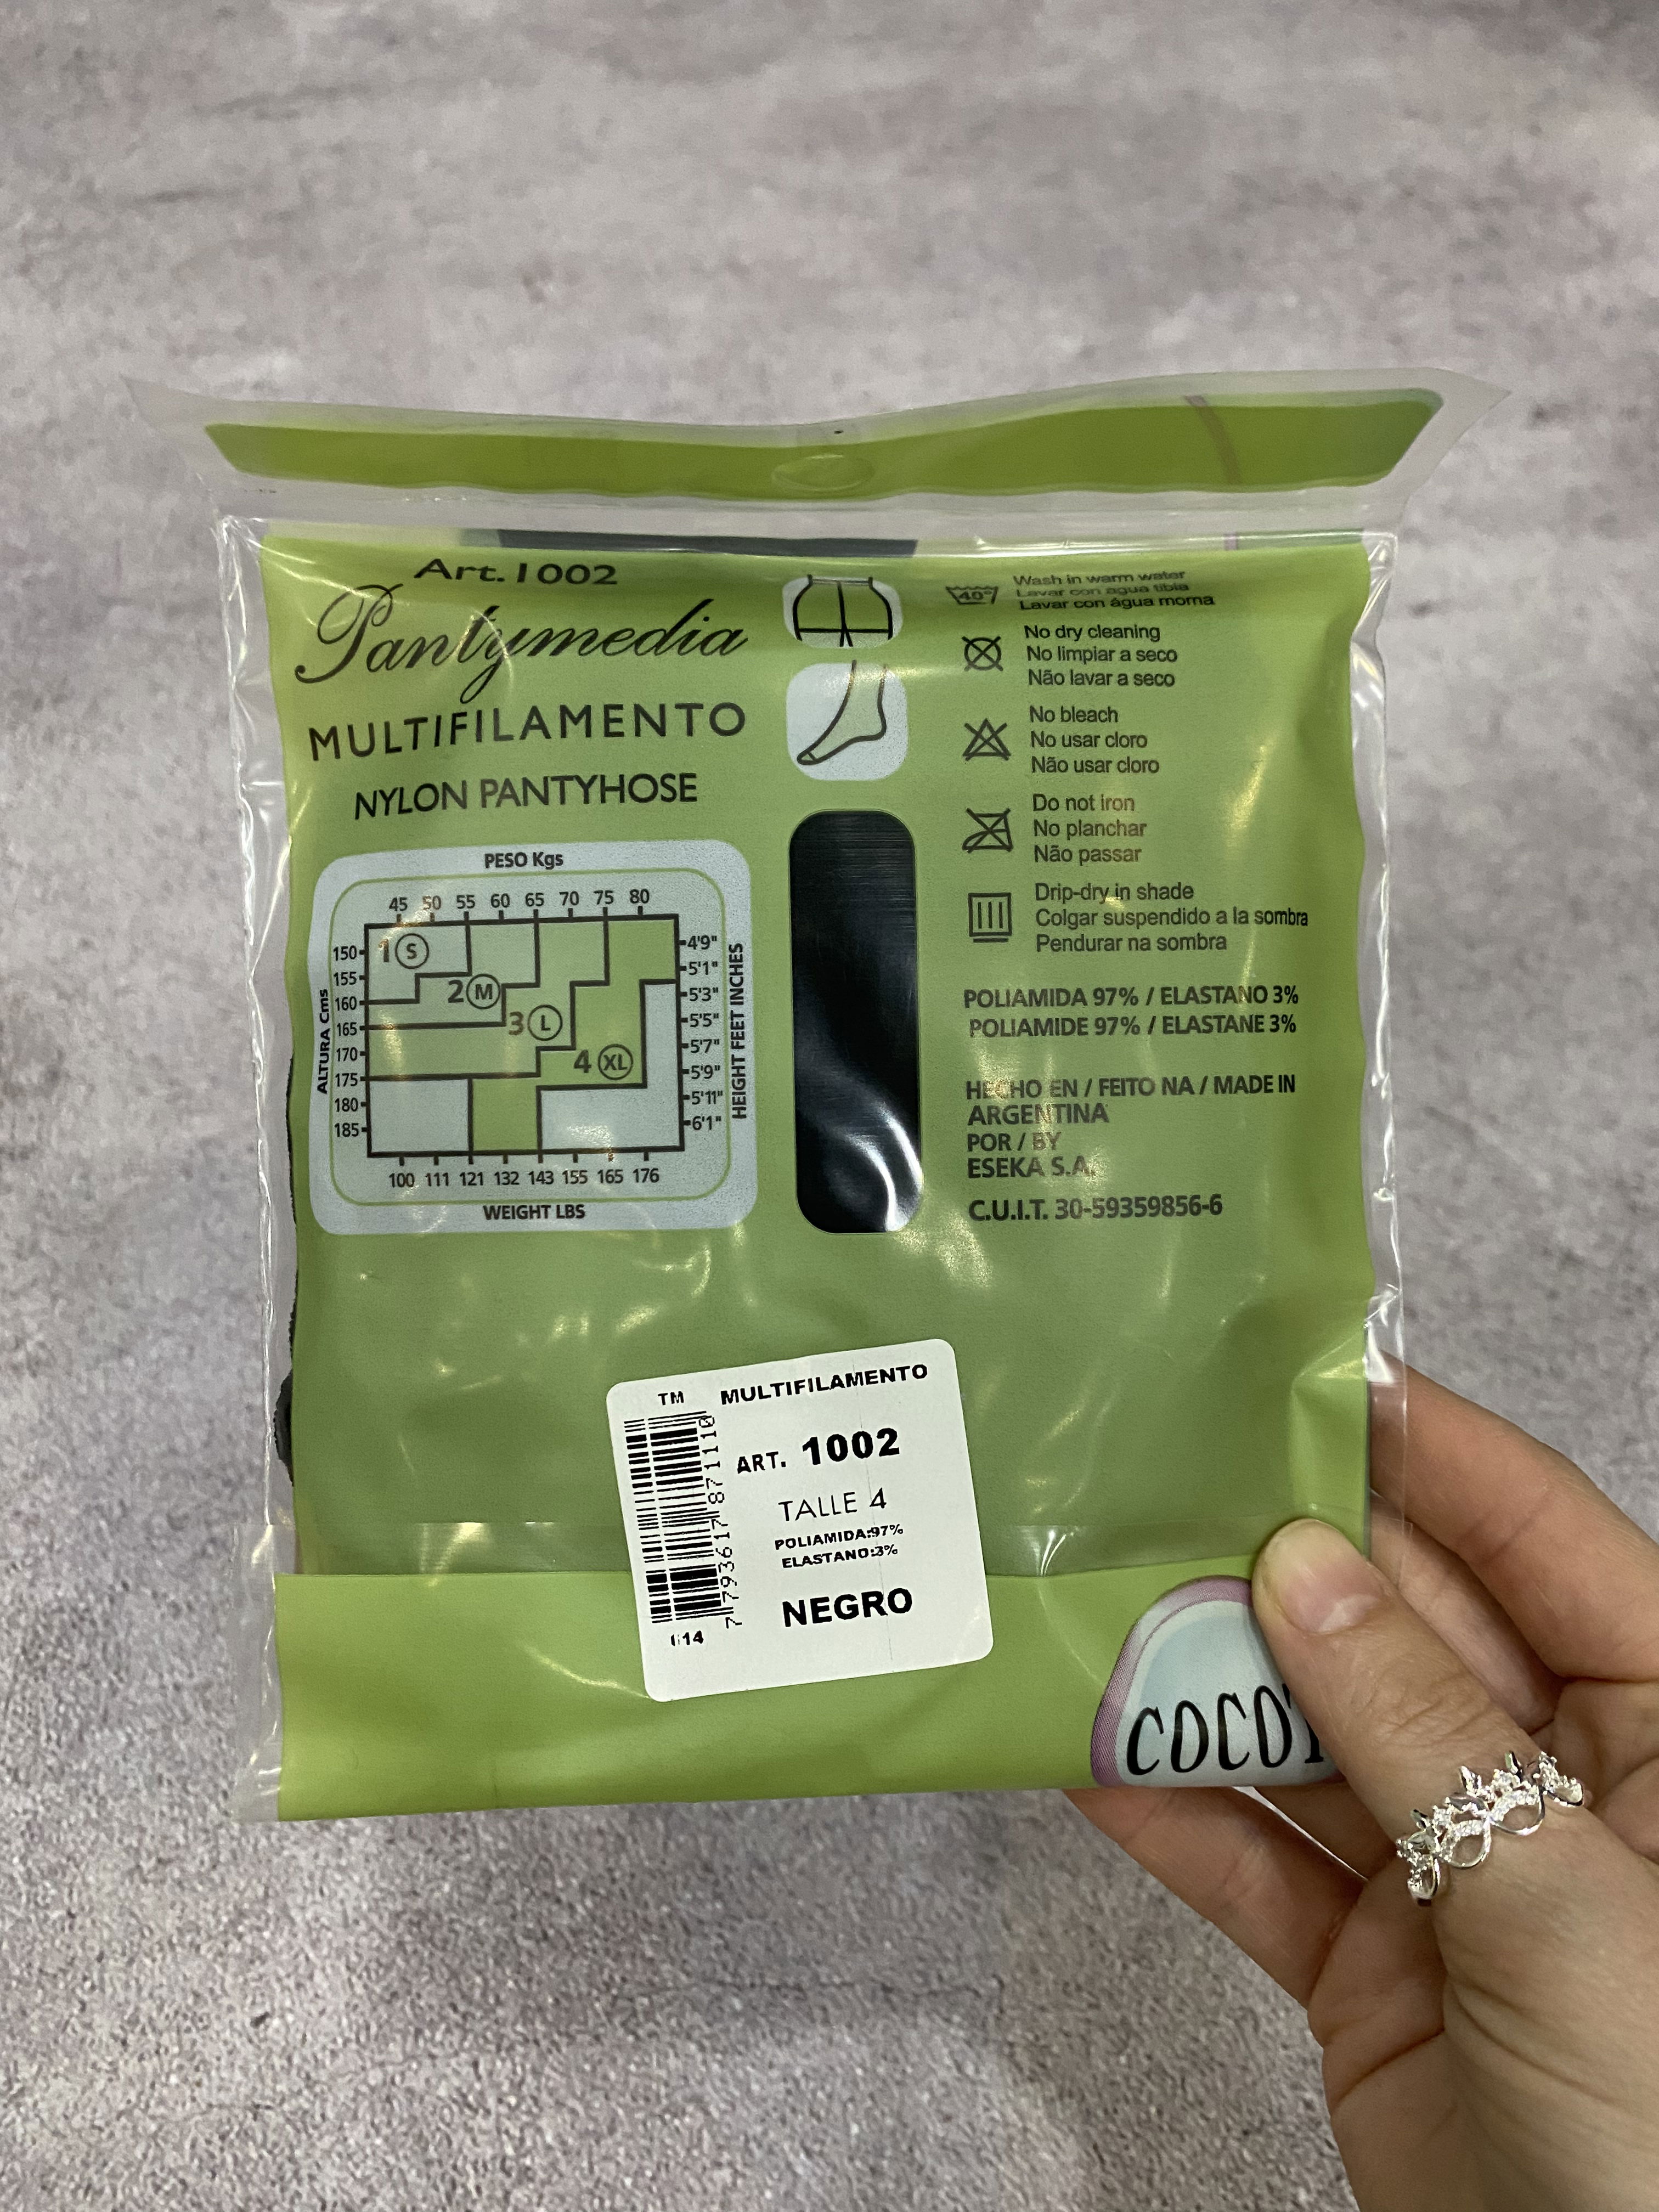 Art. 1002
Pantymedia
MULTIFILAMENTO
NYLON PANTYHOSE
PESO Kgs
45 50 55 60 65 70 75 80
ALTURA Cms
150
155
160
165
170
175
180
185
1 S
2 M
3 L
4 XL
4'9"
5'1"
5'3"
5'5"
5'7"
5'9"
5'11"
6'1"
HEIGHT FEET INCHES
100 111 121 132 143 155 165 176
WEIGHT LBS
40°
Wash in warm water
Lavar con agua tibia
Lavar con água morna
No dry cleaning
No limpiar a seco
Não lavar a seco
No bleach
No usar cloro
Não usar cloro
Do not iron
No planchar
Não passar
Drip-dry in shade
Colgar suspendido a la sombra
Pendurar na sombra
POLIAMIDA 97% / ELASTANO 3%
POLIAMIDE 97% / ELASTANE 3%
HECHO EN / FEITO NA / MADE IN
ARGENTINA
POR / BY
ESEKA S.A.
C.U.I.T. 30-59359856-6
TM MULTIFILAMENTO
ART. 1002
TALLE 4
POLIAMIDA:97%
ELASTANO:3%
NEGRO
7 793617 871110